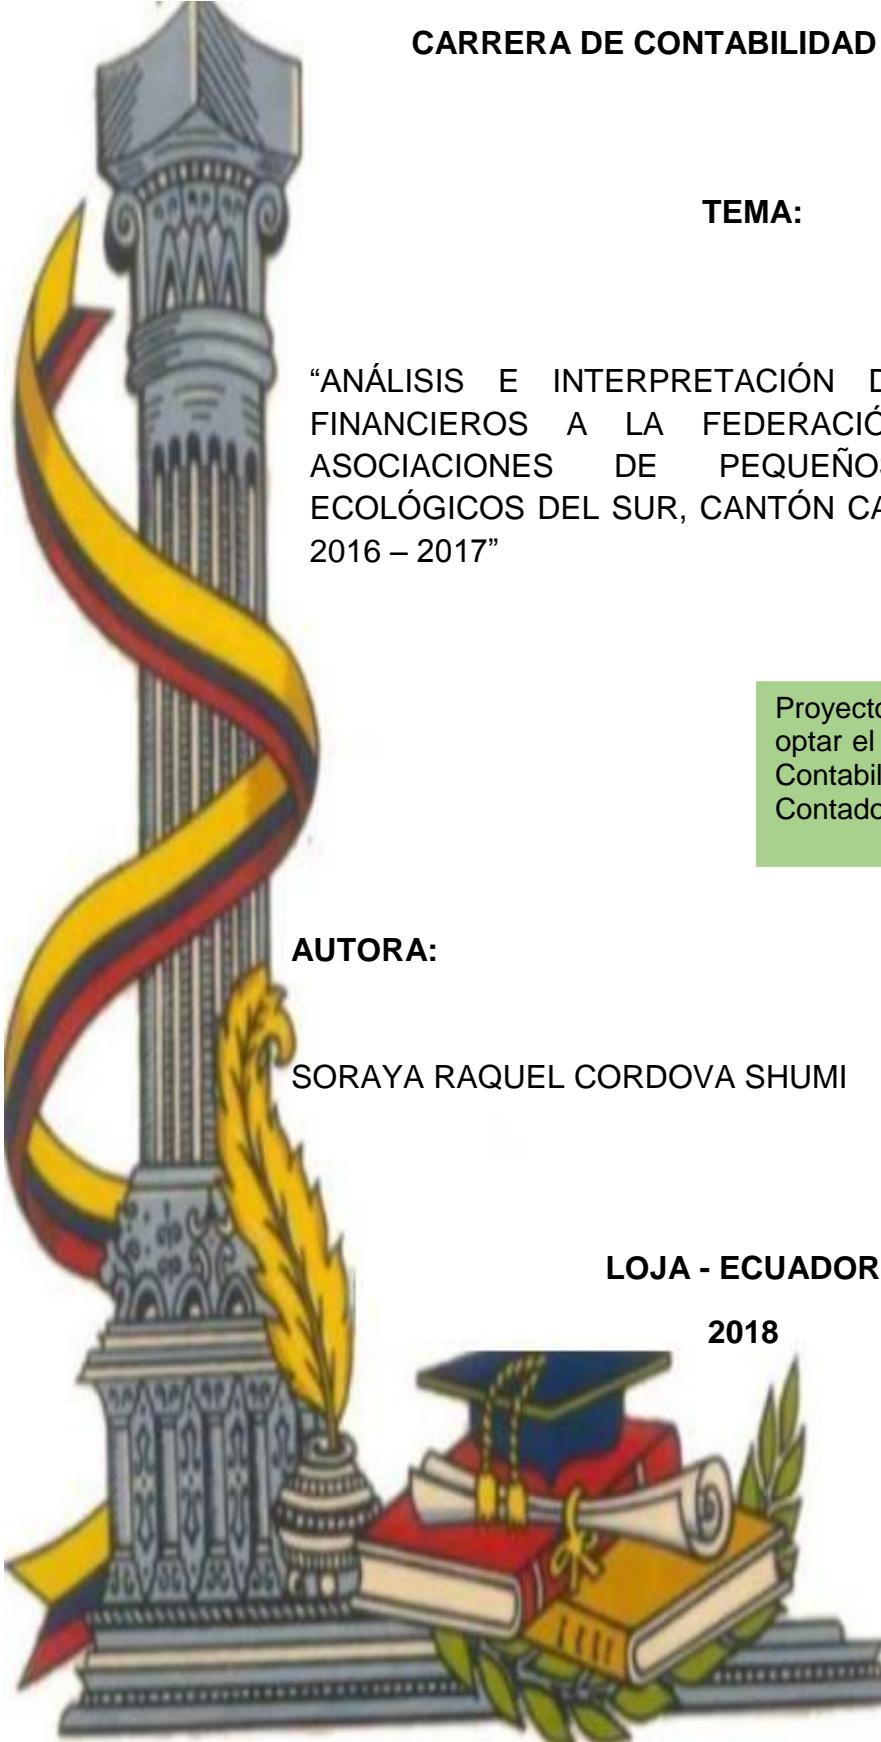 CARRERA DE CONTABILIDAD
TEMA:
“ANÁLISIS E INTERPRETACIÓN
FINANCIEROS A LA
ASOCIACIONES DE
ECOLÓGICOS DEL SUR, CANTÓN
2016 – 2017”
optar el
AUTORA:
SORAYA RAQUEL CORDOVA SHUMI
LOJA - ECUADOR
2018